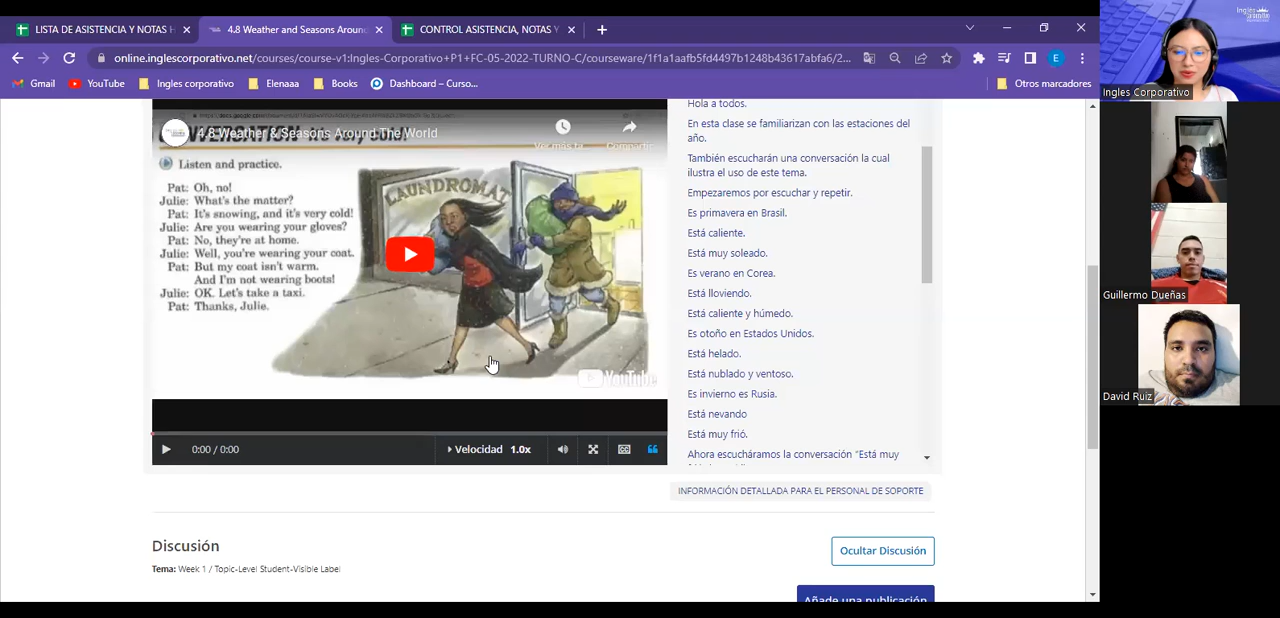 LISTA DE ASISTENCIA Y NOTAS
4.8 Weather and Seasons Aroun
CONTROL ASISTENCIA, NOTAS Y
online.inglescorporativo.net/courses/course-v1:Ingles-Corporativo+P1+FC-05-2022-TURNO-C/courseware/1f1a1aafb5fd4497b1248b43617abfa6/2...
E
Gmail
YouTube
Ingles corporativo
Elenaaa
Books
Dashboard – Curso...
Otros marcadores
4.8 Weather & Seasons Around The World
Ver más ta
Compartir
Listen and practice.
LAUNDROMAT
Pat: Oh, no!
Julie: What's the matter?
Pat: It's snowing, and it's very cold!
Julie: Are you wearing your gloves?
Pat: No, they're at home.
Julie: Well, you're wearing your coat.
Pat: But my coat isn't warm.
And I'm not wearing boots!
Julie: OK. Let's take a taxi.
Pat: Thanks, Julie.
YouTube
0:00 / 0:00
Velocidad 1.0x
Hola a todos.
En esta clase se familiarizan con las estaciones del
año.
También escucharán una conversación la cual
ilustra el uso de este tema.
Empezaremos por escuchar y repetir.
Es primavera en Brasil.
Está caliente.
Está muy soleado.
Es verano en Corea.
Está lloviendo.
Está caliente y húmedo.
Es otoño en Estados Unidos.
Está helado.
Está nublado y ventoso.
Es invierno es Rusia.
Está nevando
Está muy frió.
Ahora escucháramos la conversación "Está muy
INFORMACIÓN DETALLADA PARA EL PERSONAL DE SOPORTE
Discusión
Tema: Week 1 / Topic-Level Student-Visible Label
Ocultar Discusión
Añade una publicación
Ingles Corporativo
Guillermo Dueñas
David Ruiz